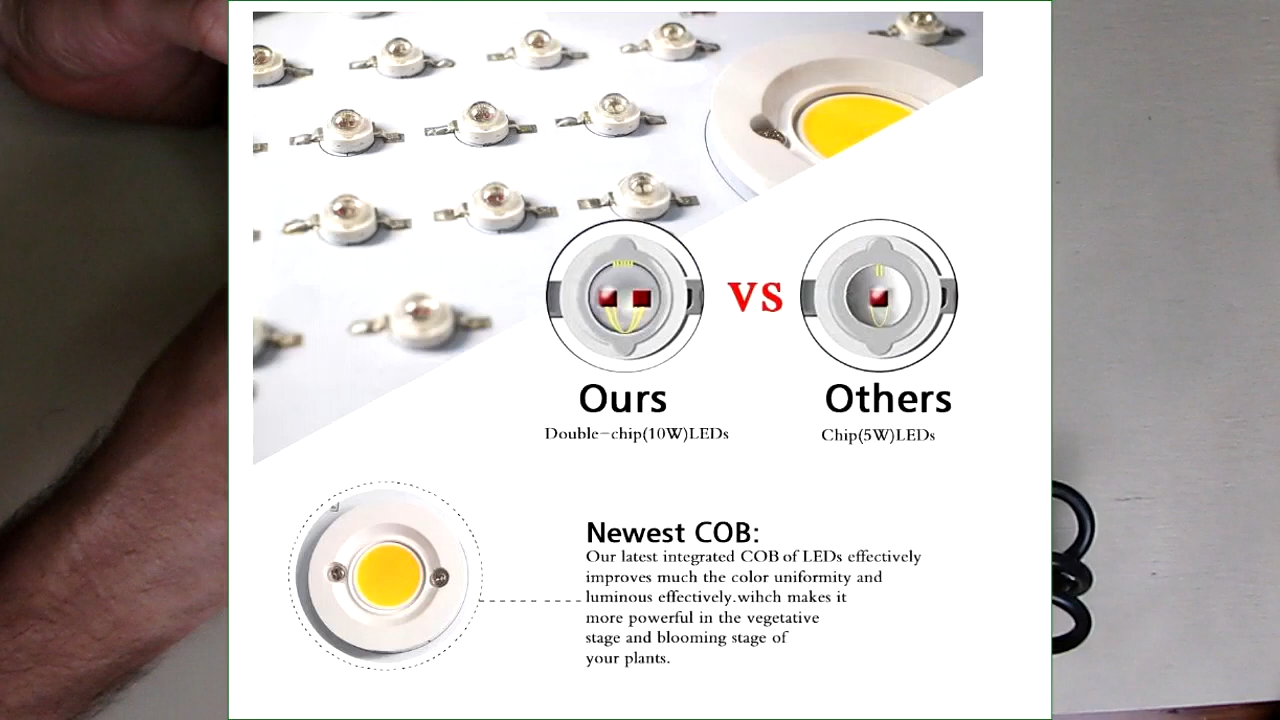 VS
Ours
Others
Double-chip(10W)LEDs
Chip(5W)LEDs
Newest COB:
Our latest integrated COB of LEDs effectively
improves much the color uniformity and
luminous effectively.wihch makes it
more powerful in the vegetative
stage and blooming stage of
your plants.